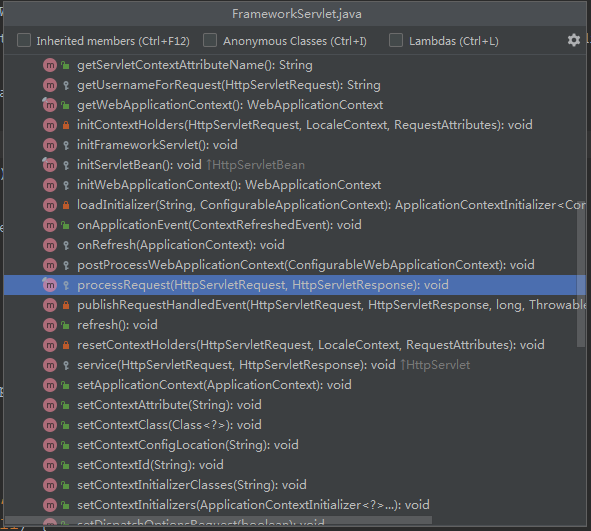 FrameworkServlet.java
Inherited members (Ctrl+F12) Anonymous Classes (Ctrl+I) Lambdas (Ctrl+L)
getServletContextAttributeName(): String
getUsernameForRequest(HttpServletRequest): String
getWebApplicationContext(): WebApplicationContext
initContextHolders(HttpServletRequest, LocaleContext, RequestAttributes): void
initFrameworkServlet(): void
initServletBean(): void ↑HttpServletBean
initWebApplicationContext(): WebApplicationContext
loadInitializer(String, ConfigurableApplicationContext): ApplicationContextInitializer<Con
onApplicationEvent(ContextRefreshedEvent): void
onRefresh(ApplicationContext): void
postProcessWebApplicationContext(ConfigurableWebApplicationContext): void
processRequest(HttpServletRequest, HttpServletResponse): void
publishRequestHandledEvent(HttpServletRequest, HttpServletResponse, long, Throwable
refresh(): void
resetContextHolders(HttpServletRequest, LocaleContext, RequestAttributes): void
service(HttpServletRequest, HttpServletResponse): void ↑HttpServlet
setApplicationContext(ApplicationContext): void
setContextAttribute(String): void
setContextClass(Class<?>): void
setContextConfigLocation(String): void
setContextId(String): void
setContextInitializerClasses(String): void
setContextInitializers(ApplicationContextInitializer<?>...): void
setDispatchOptionsRequest(boolean): void